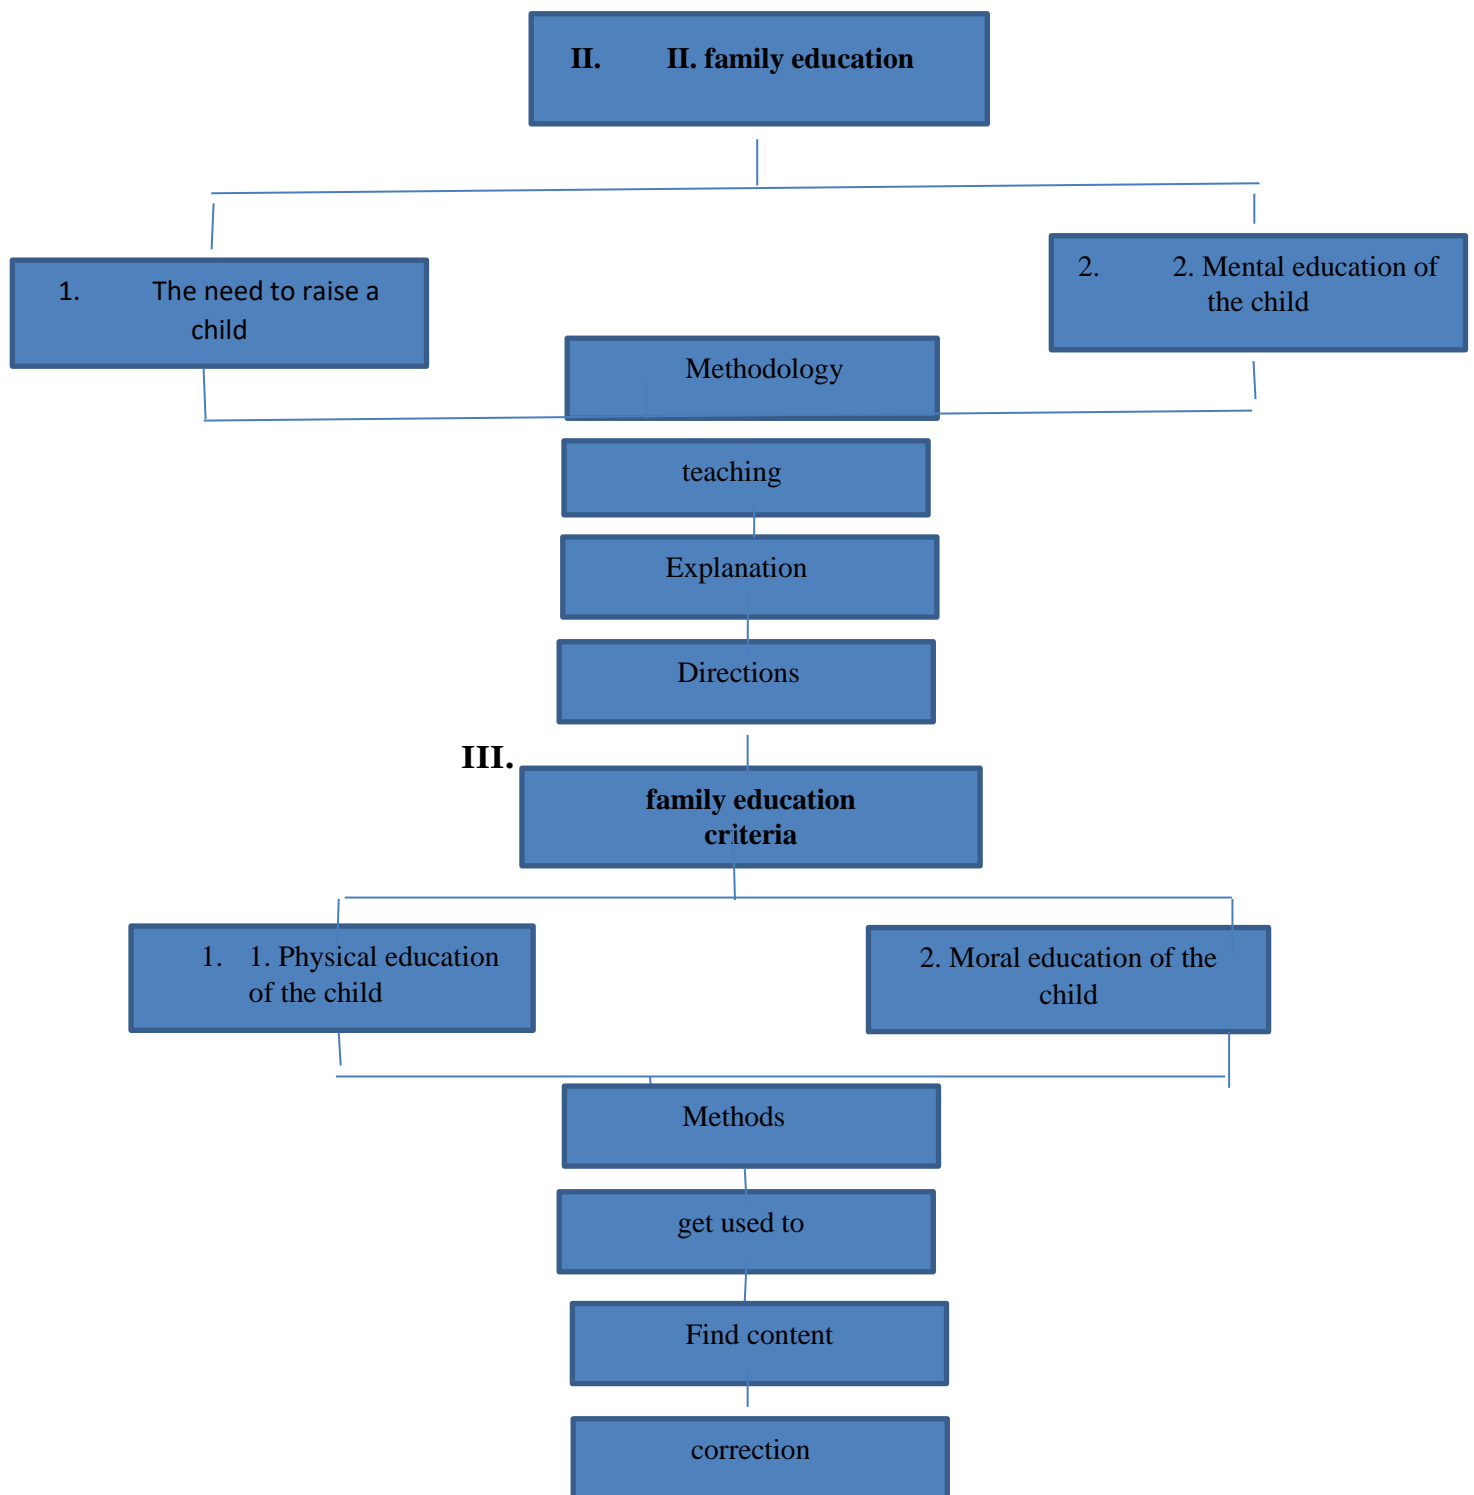 II. II. family education
1. The need to raise a
child
2. 2. Mental education of
the child
Methodology
teaching
Explanation
Directions
III.
family education
criteria
1. 1. Physical education
of the child
2. Moral education of the
child
Methods
get used to
Find content
correction